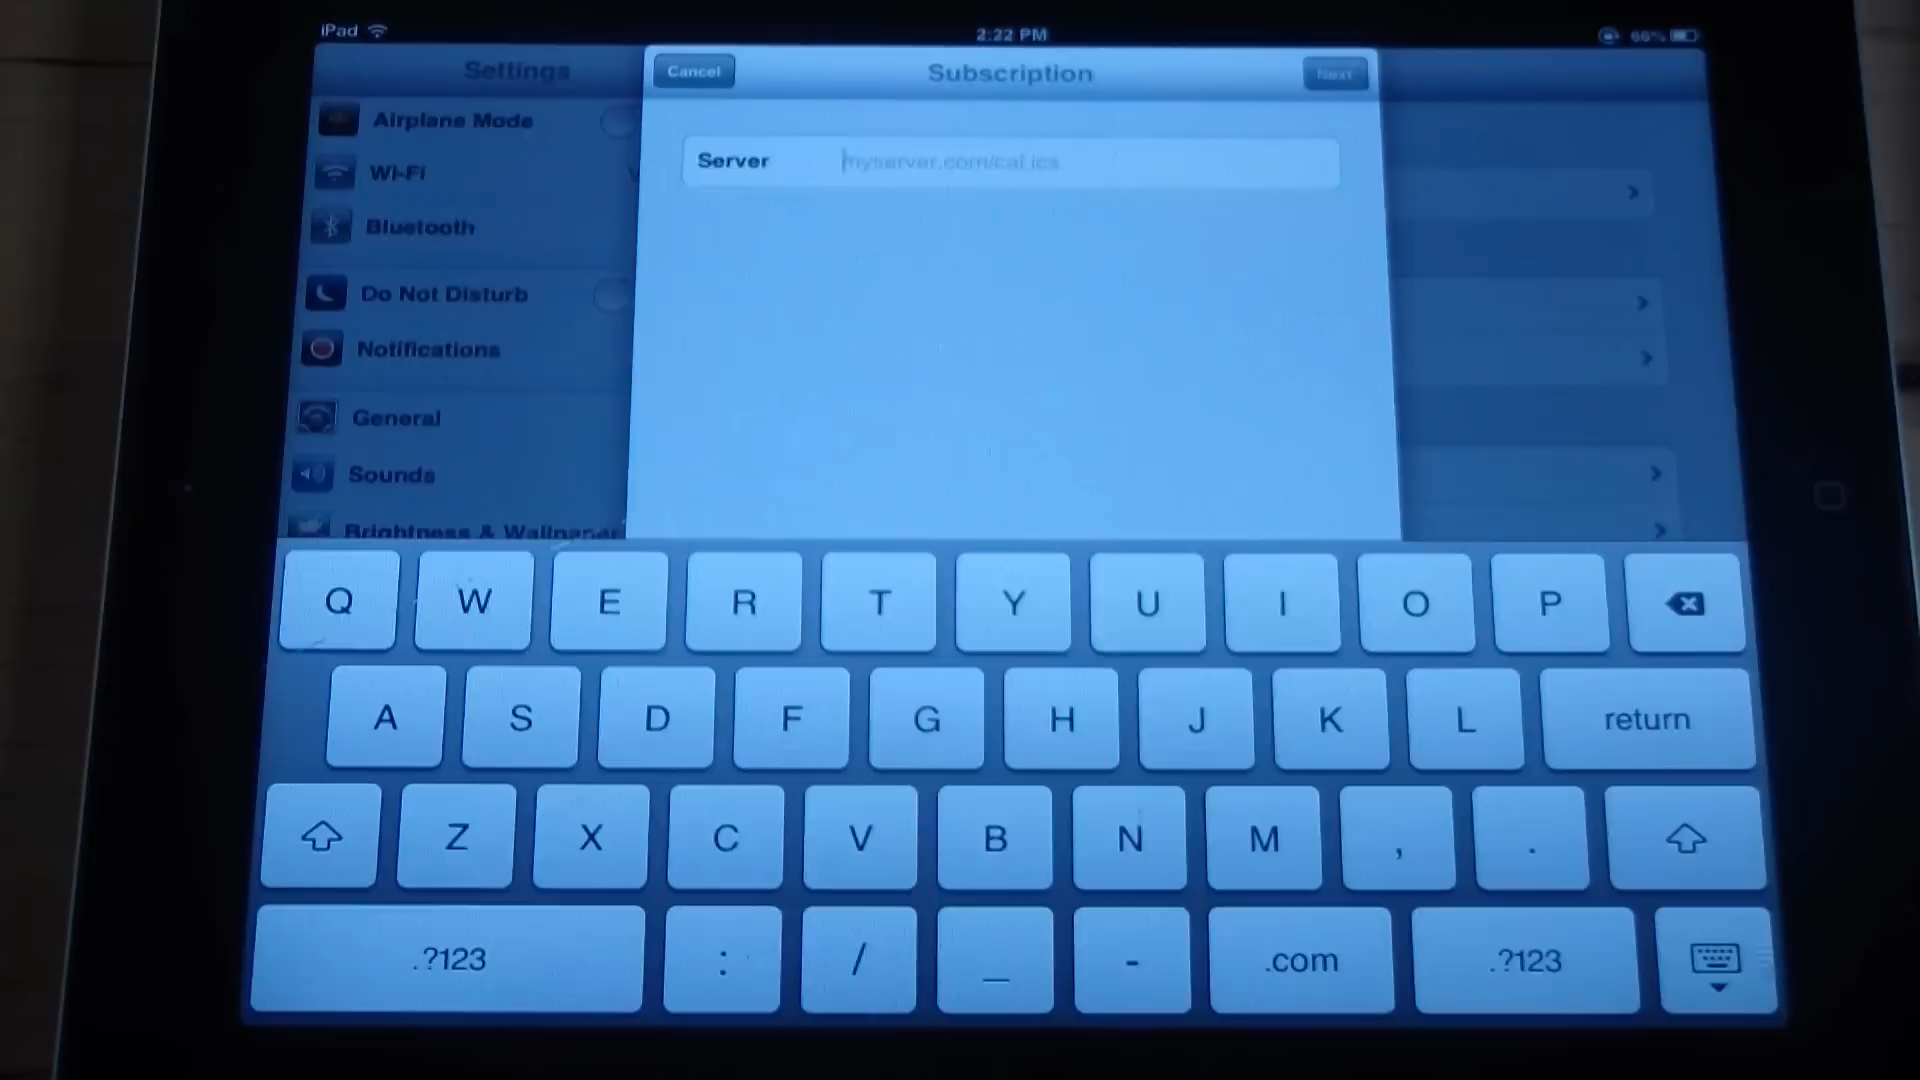 iPad
2:22 PM
66%
Settings
Cancel
Subscription
Next
Airplane Mode
Server
myserver.com/cal.ics
Wi-Fi
Bluetooth
Do Not Disturb
Notifications
General
Sounds
Brightness & Wallpaper
Q W E R T Y U I O P
A S D F G H J K L return
Z X C V B N M , .
.?123 : / _ - .com .?123